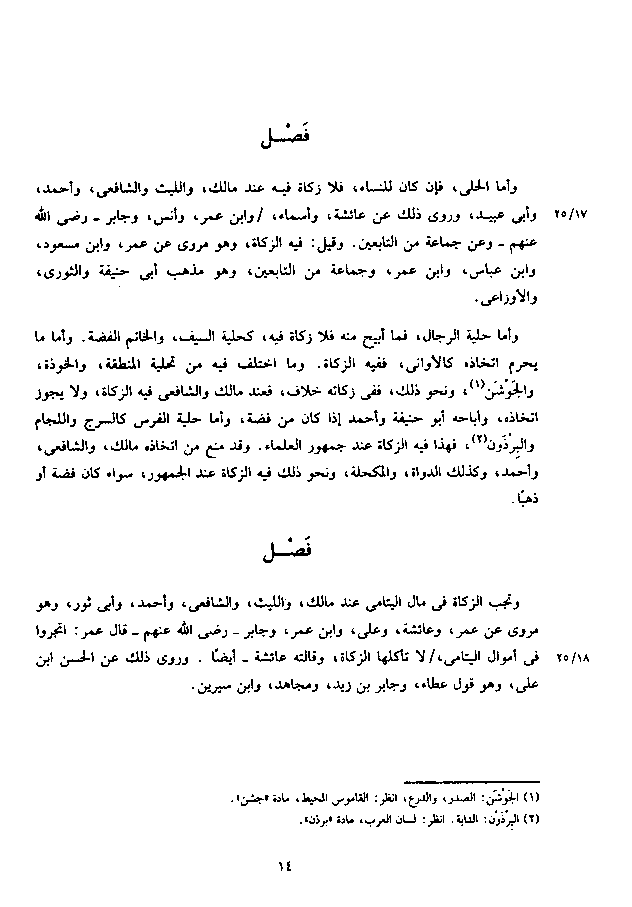 فَصْـــل
وأما الحلى، فإن كان للنساء، فلا زكاة فيه عند مالك، والليث والشافعى، وأحمد،
٢٥/١٧ وأبى عبيد، وروى ذلك عن عائشة، وأسماء، /وابن عمر، وأنس، وجابر ـ رضى الله
عنهم ـ وعن جماعة من التابعين. وقيل: فيه الزكاة، وهو مروى عن عمر، وابن مسعود،
وابن عباس، وابن عمر، وجماعة من التابعين، وهو مذهب أبى حنيفة والثورى،
والأوزاعى.
وأما حلية الرجال، فما أبيح منه فلا زكاة فيه، كحلية السيف، والخاتم الفضة. وأما ما
يحرم اتخاذه كالأوانى، ففيه الزكاة. وما اختلف فيه من تحلية المنطقة، والخوذة،
والجَوْشَن(١)، ونحو ذلك، ففى زكاته خلاف، فعند مالك والشافعى فيه الزكاة، ولا يجوز
اتخاذه، وأباحه أبو حنيفة وأحمد إذا كان من فضة، وأما حلية الفرس كالسرج واللجام
والبِرْذَون(٢)، فهذا فيه الزكاة عند جمهور العلماء. وقد منع من اتخاذه مالك، والشافعى،
وأحمد، وكذلك الدواة، والمكحلة، ونحو ذلك فيه الزكاة عند الجمهور، سواء كان فضة أو
ذهبًا.
فَصْـــل
وتجب الزكاة فى مال اليتامى عند مالك، والليث، والشافعى، وأحمد، وأبى ثور، وهو
مروى عن عمر، وعائشة، وعلى، وابن عمر، وجابر ـ رضى الله عنهم ـ قال عمر: اتجروا
٢٥/١٨ فى أموال اليتامى،/ لا تأكلها الزكاة، وقالته عائشة ـ أيضًا . وروى ذلك عن الحسن ابن
على، وهو قول عطاء، وجابر بن زيد، ومجاهد، وابن سيرين.
(١) الجَوْشَن: الصدر، والدرع، انظر: القاموس المحيط، مادة «جشن».
(٢) البِرْذَوْن: الدابة. انظر: لسان العرب، مادة «برذن».
١٤